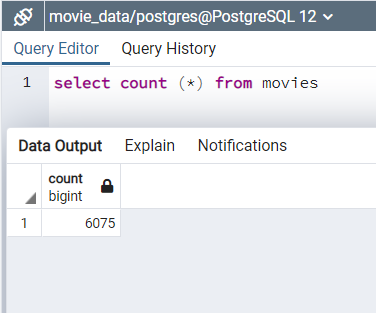 movie_data/postgres@PostgreSQL 12
Query Editor Query History
1 select count (*) from movies
Data Output Explain Notifications
count
bigint
1 6075